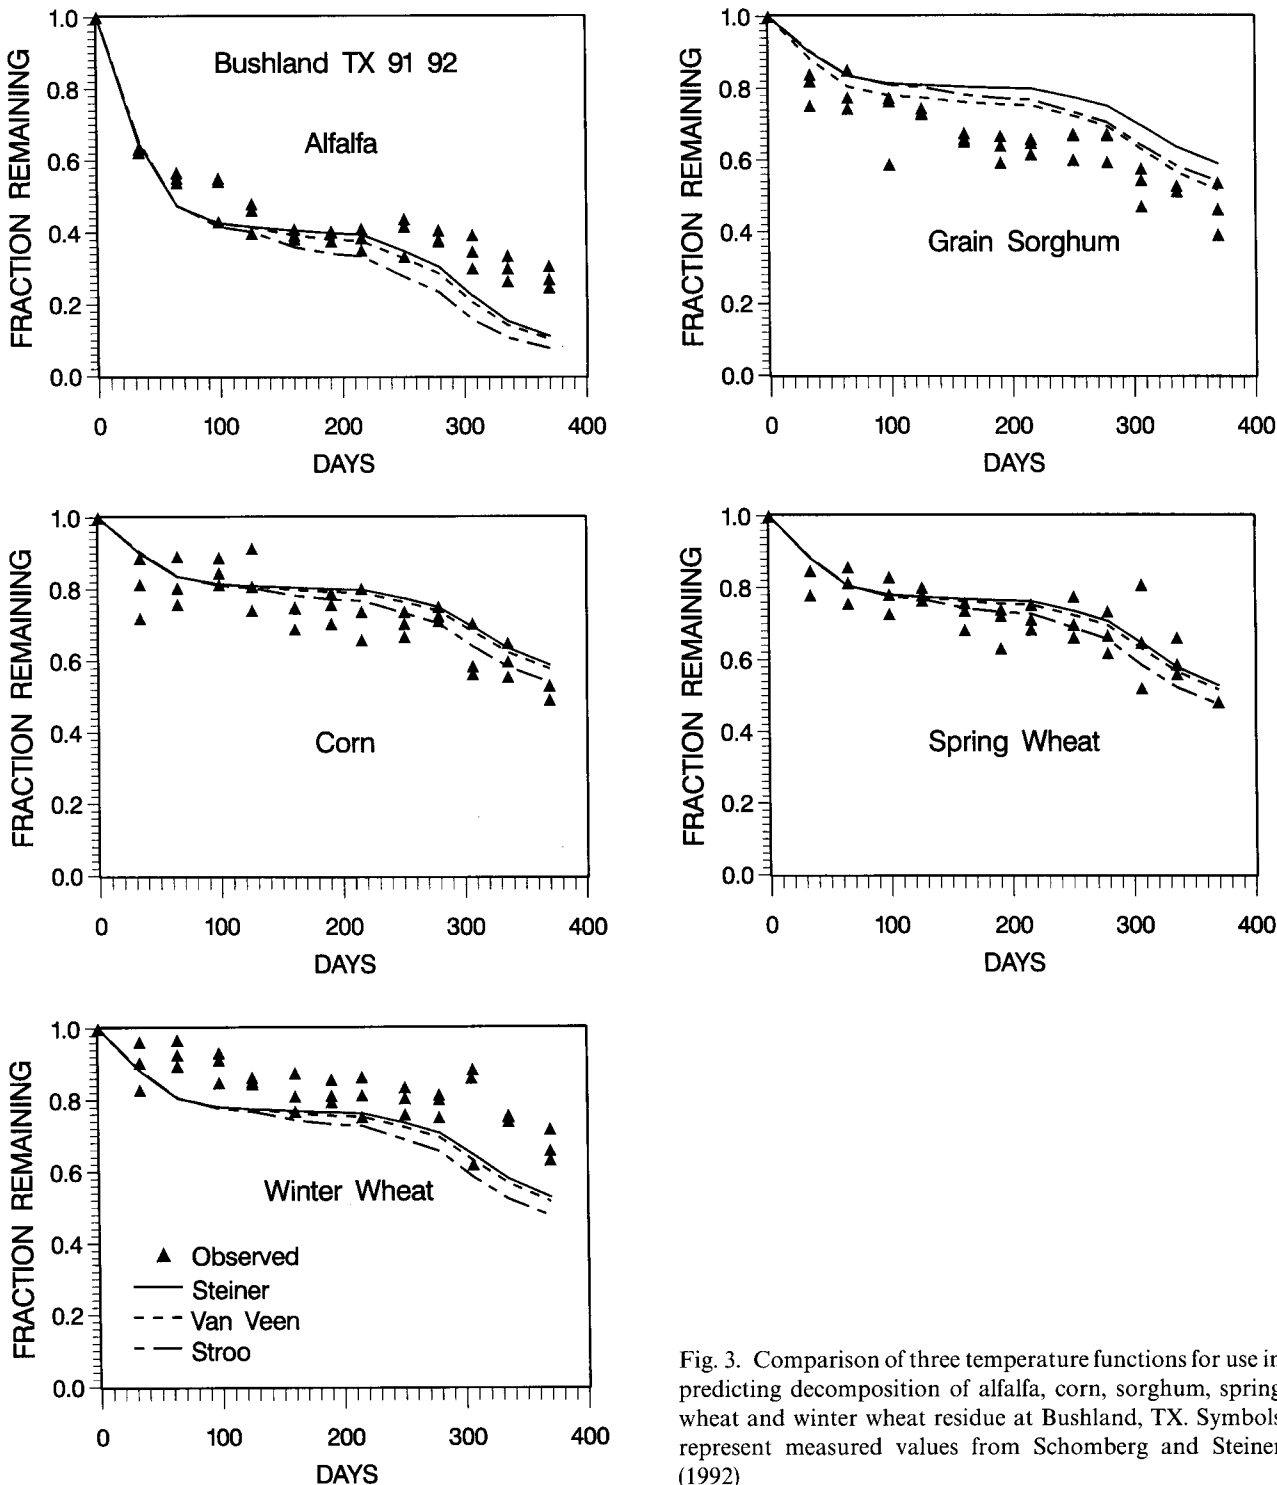 FRACTION REMAINING
1.0
0.8
0.6
0.4
0.2
0.0
Bushland TX 91 92
Alfalfa
0 100 200 300 400
DAYS
FRACTION REMAINING
1.0
0.8
0.6
0.4
0.2
0.0
Grain Sorghum
0 100 200 300 400
DAYS
FRACTION REMAINING
1.0
0.8
0.6
0.4
0.2
0.0
Corn
0 100 200 300 400
DAYS
FRACTION REMAINING
1.0
0.8
0.6
0.4
0.2
0.0
Spring Wheat
0 100 200 300 400
DAYS
FRACTION REMAINING
1.0
0.8
0.6
0.4
0.2
0.0
Winter Wheat
Observed
Steiner
Van Veen
Stroo
0 100 200 300 400
DAYS
Fig. 3. Comparison of three temperature functions for use in
predicting decomposition of alfalfa, corn, sorghum, spring
wheat and winter wheat residue at Bushland, TX. Symbols
represent measured values from Schomberg and Steiner
(1992)